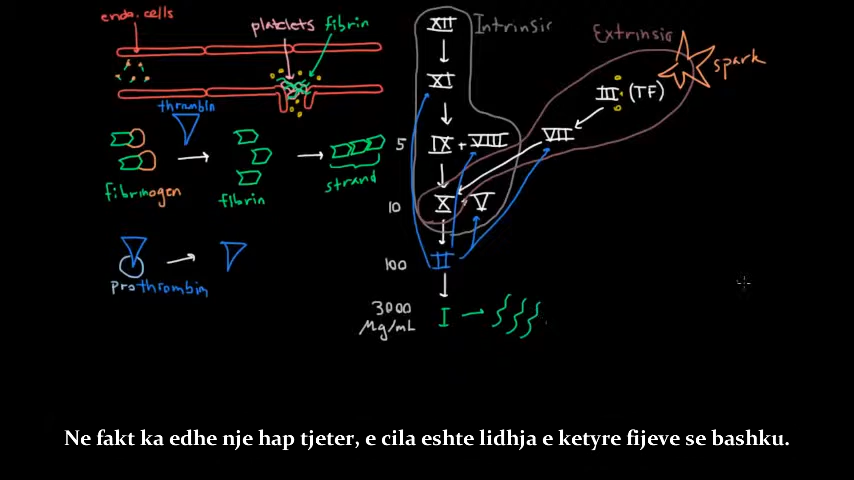 endo. cells
platelets
fibrin
thrombin
fibrinogen
fibrin
strand
prothrombin
XII
Intrinsic
XI
5
IX + VIII
VII
10
X
V
100
II
3000
Mg/mL
I
Extrinsic
spark
III (TF)
Ne fakt ka edhe nje hap tjeter, e cila eshte lidhja e ketyre fijeve se bashku.